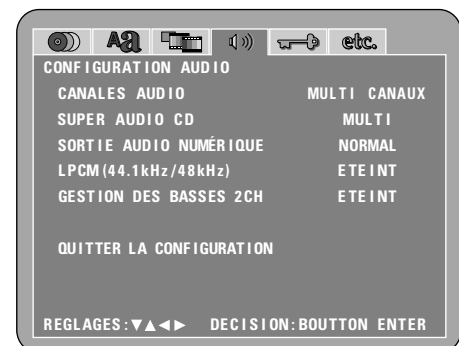 Aa etc.
CONFIGURATION AUDIO
CANALES AUDIO MULTI CANAUX
SUPER AUDIO CD MULTI
SORTIE AUDIO NUMÉRIQUE NORMAL
LPCM (44.1kHz/48kHz) ETEINT
GESTION DES BASSES 2CH ETEINT
QUITTER LA CONFIGURATION
REGLAGES:▼▲◄► DECISION:BOUTTON ENTER